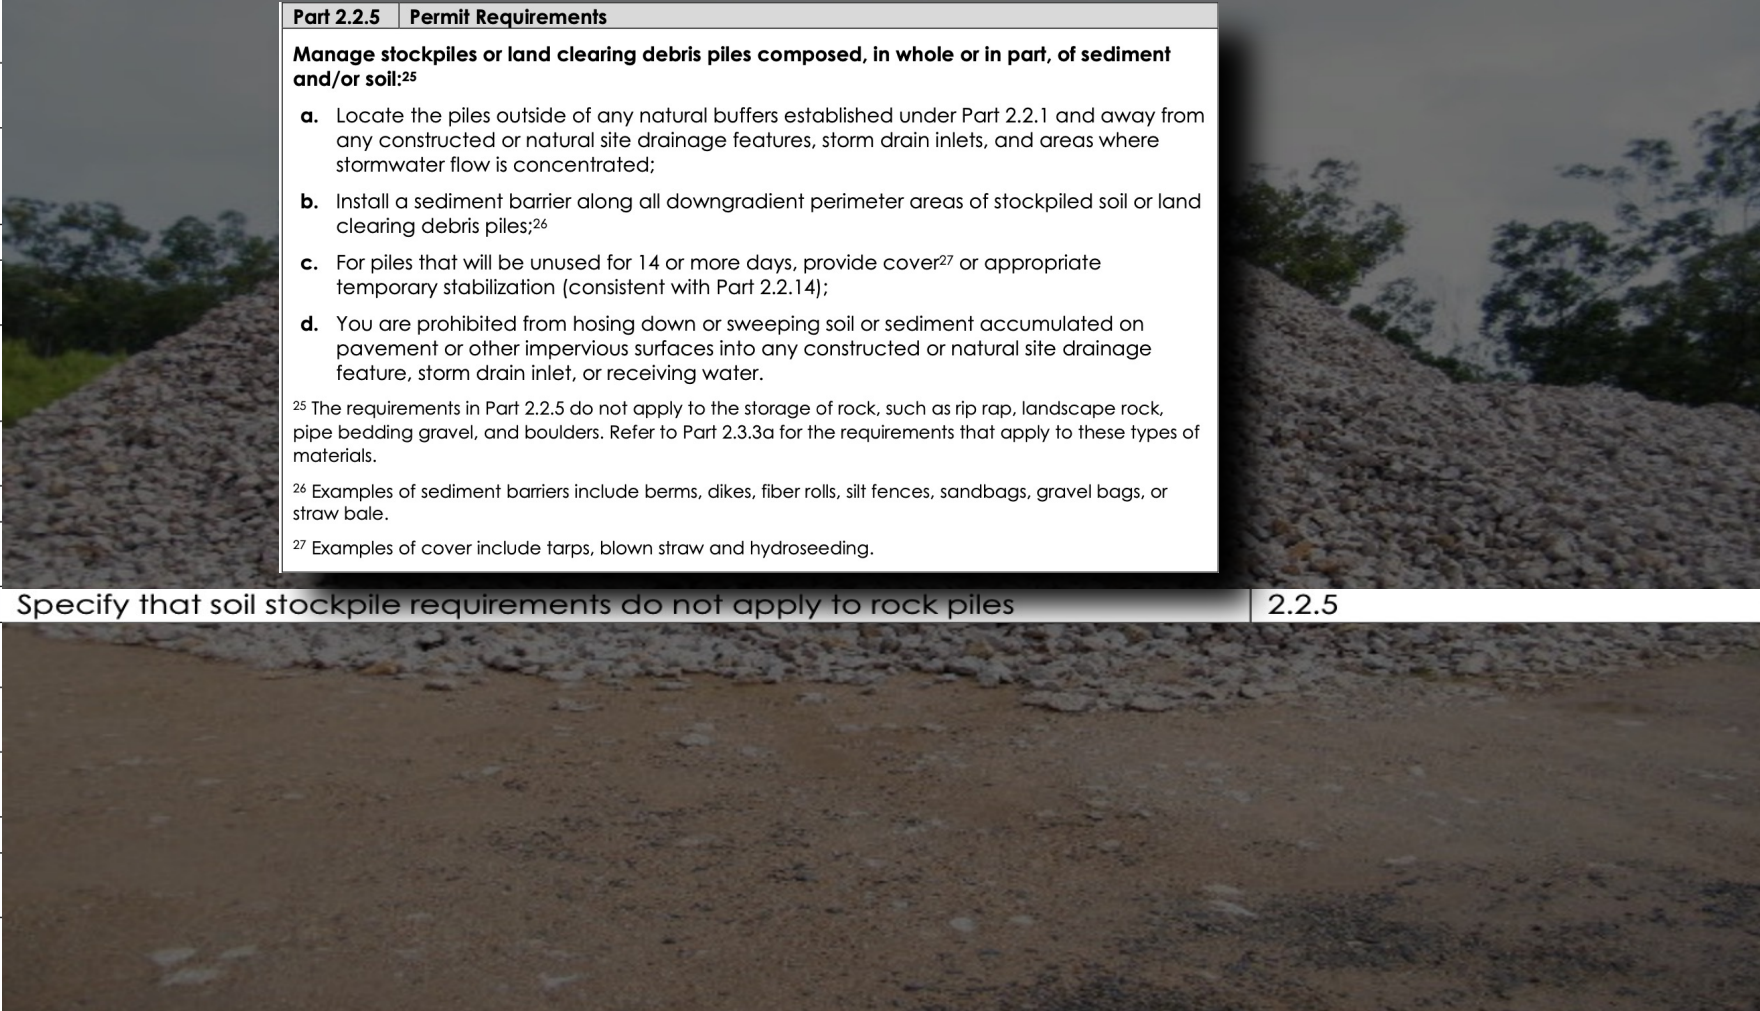 Part 2.2.5 Permit Requirements
Manage stockpiles or land clearing debris piles composed, in whole or in part, of sediment
and/or soil:25
a. Locate the piles outside of any natural buffers established under Part 2.2.1 and away from
any constructed or natural site drainage features, storm drain inlets, and areas where
stormwater flow is concentrated;
b. Install a sediment barrier along all downgradient perimeter areas of stockpiled soil or land
clearing debris piles;26
c. For piles that will be unused for 14 or more days, provide cover27 or appropriate
temporary stabilization (consistent with Part 2.2.14);
d. You are prohibited from hosing down or sweeping soil or sediment accumulated on
pavement or other impervious surfaces into any constructed or natural site drainage
feature, storm drain inlet, or receiving water.
25 The requirements in Part 2.2.5 do not apply to the storage of rock, such as rip rap, landscape rock,
pipe bedding gravel, and boulders. Refer to Part 2.3.3a for the requirements that apply to these types of
materials.
26 Examples of sediment barriers include berms, dikes, fiber rolls, silt fences, sandbags, gravel bags, or
straw bale.
27 Examples of cover include tarps, blown straw and hydroseeding.
Specify that soil stockpile requirements do not apply to rock piles 2.2.5